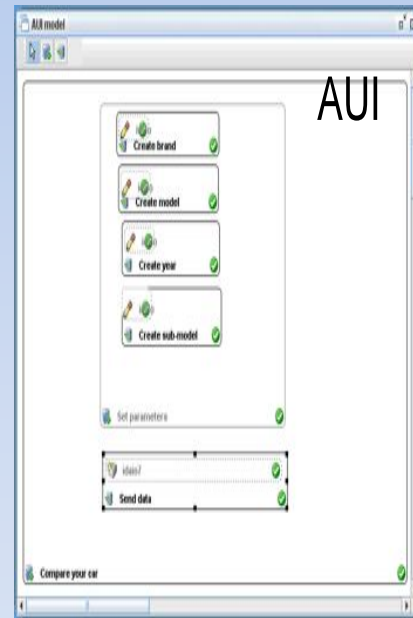 AUI model
AUI
Create brand
Create model
Create year
Create sub-model
Set parameters
Send data
Compare your car